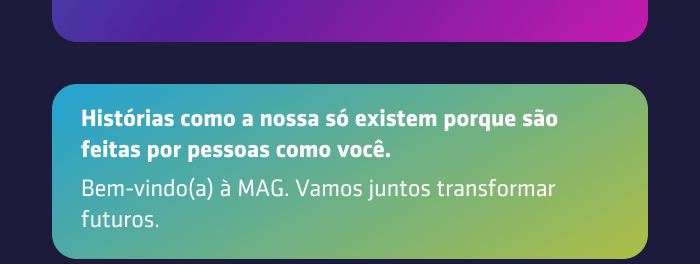 Histórias como a nossa só existem porque são
feitas por pessoas como você.
Bem-vindo(a) à MAG. Vamos juntos transformar
futuros.